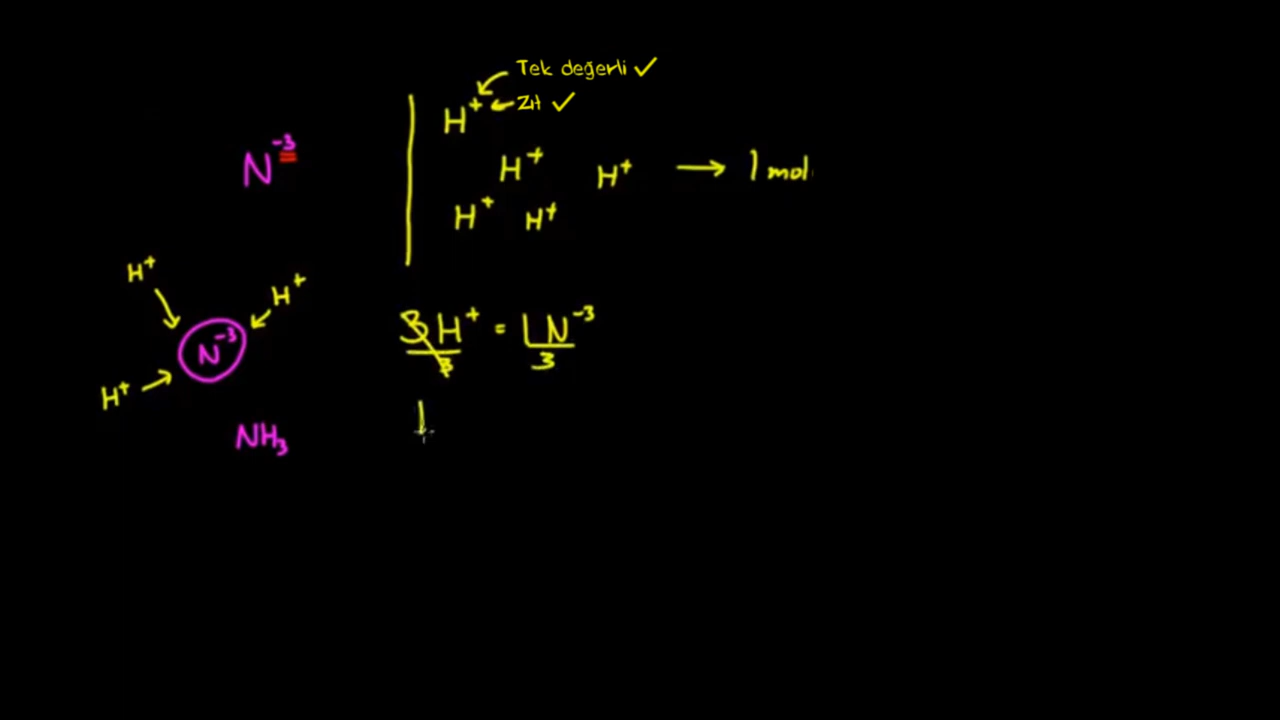 Tek değerli ✓
H⁺ Zıt ✓
N⁻³
H⁺ H⁺ → 1 mol
H⁺ H⁺
H⁺
H⁺
3H⁺/3 = 1N⁻³/3
N⁻³
H⁺
1
NH₃